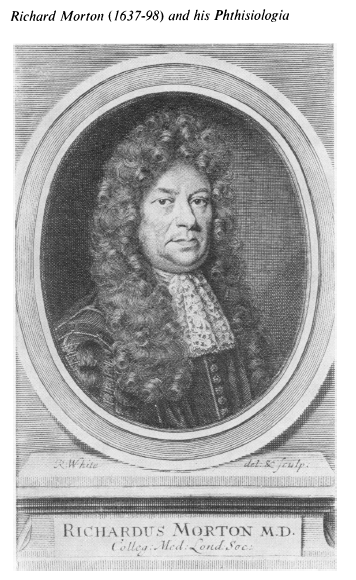 Richard Morton (1637-98) and his Phthisiologia
R. White del: & sculp.
RICHARDUS MORTON M.D.
Colleg: Med: Lond Soc: